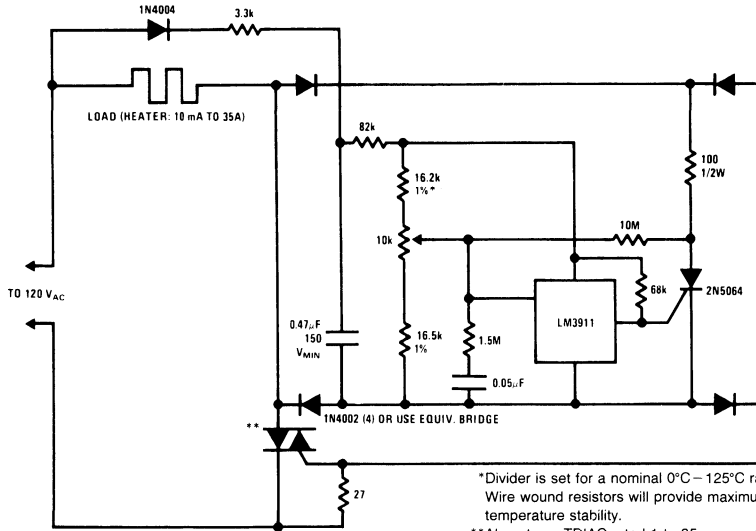 1N4004
3.3k
LOAD (HEATER: 10 mA TO 35A)
82k
16.2k
1%*
100
1/2W
10k
10M
TO 120 VAC
2N5064
68k
LM3911
0.47μF
150
VMIN
16.5k
1%
1.5M
0.05μF
1N4002 (4) OR USE EQUIV. BRIDGE
**
27
*Divider is set for a nominal 0°C–125°C
Wire wound resistors will provide
temperature stability.